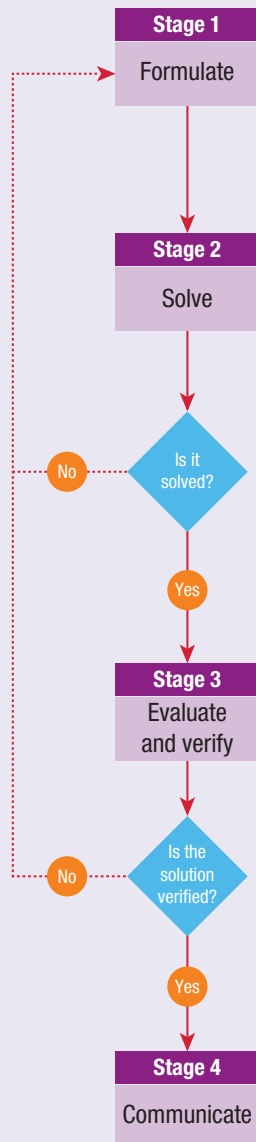 Stage 1
Formulate
Stage 2
Solve
Is it
solved?
No
Yes
Stage 3
Evaluate
and verify
Is the
solution
verified?
No
Yes
Stage 4
Communicate